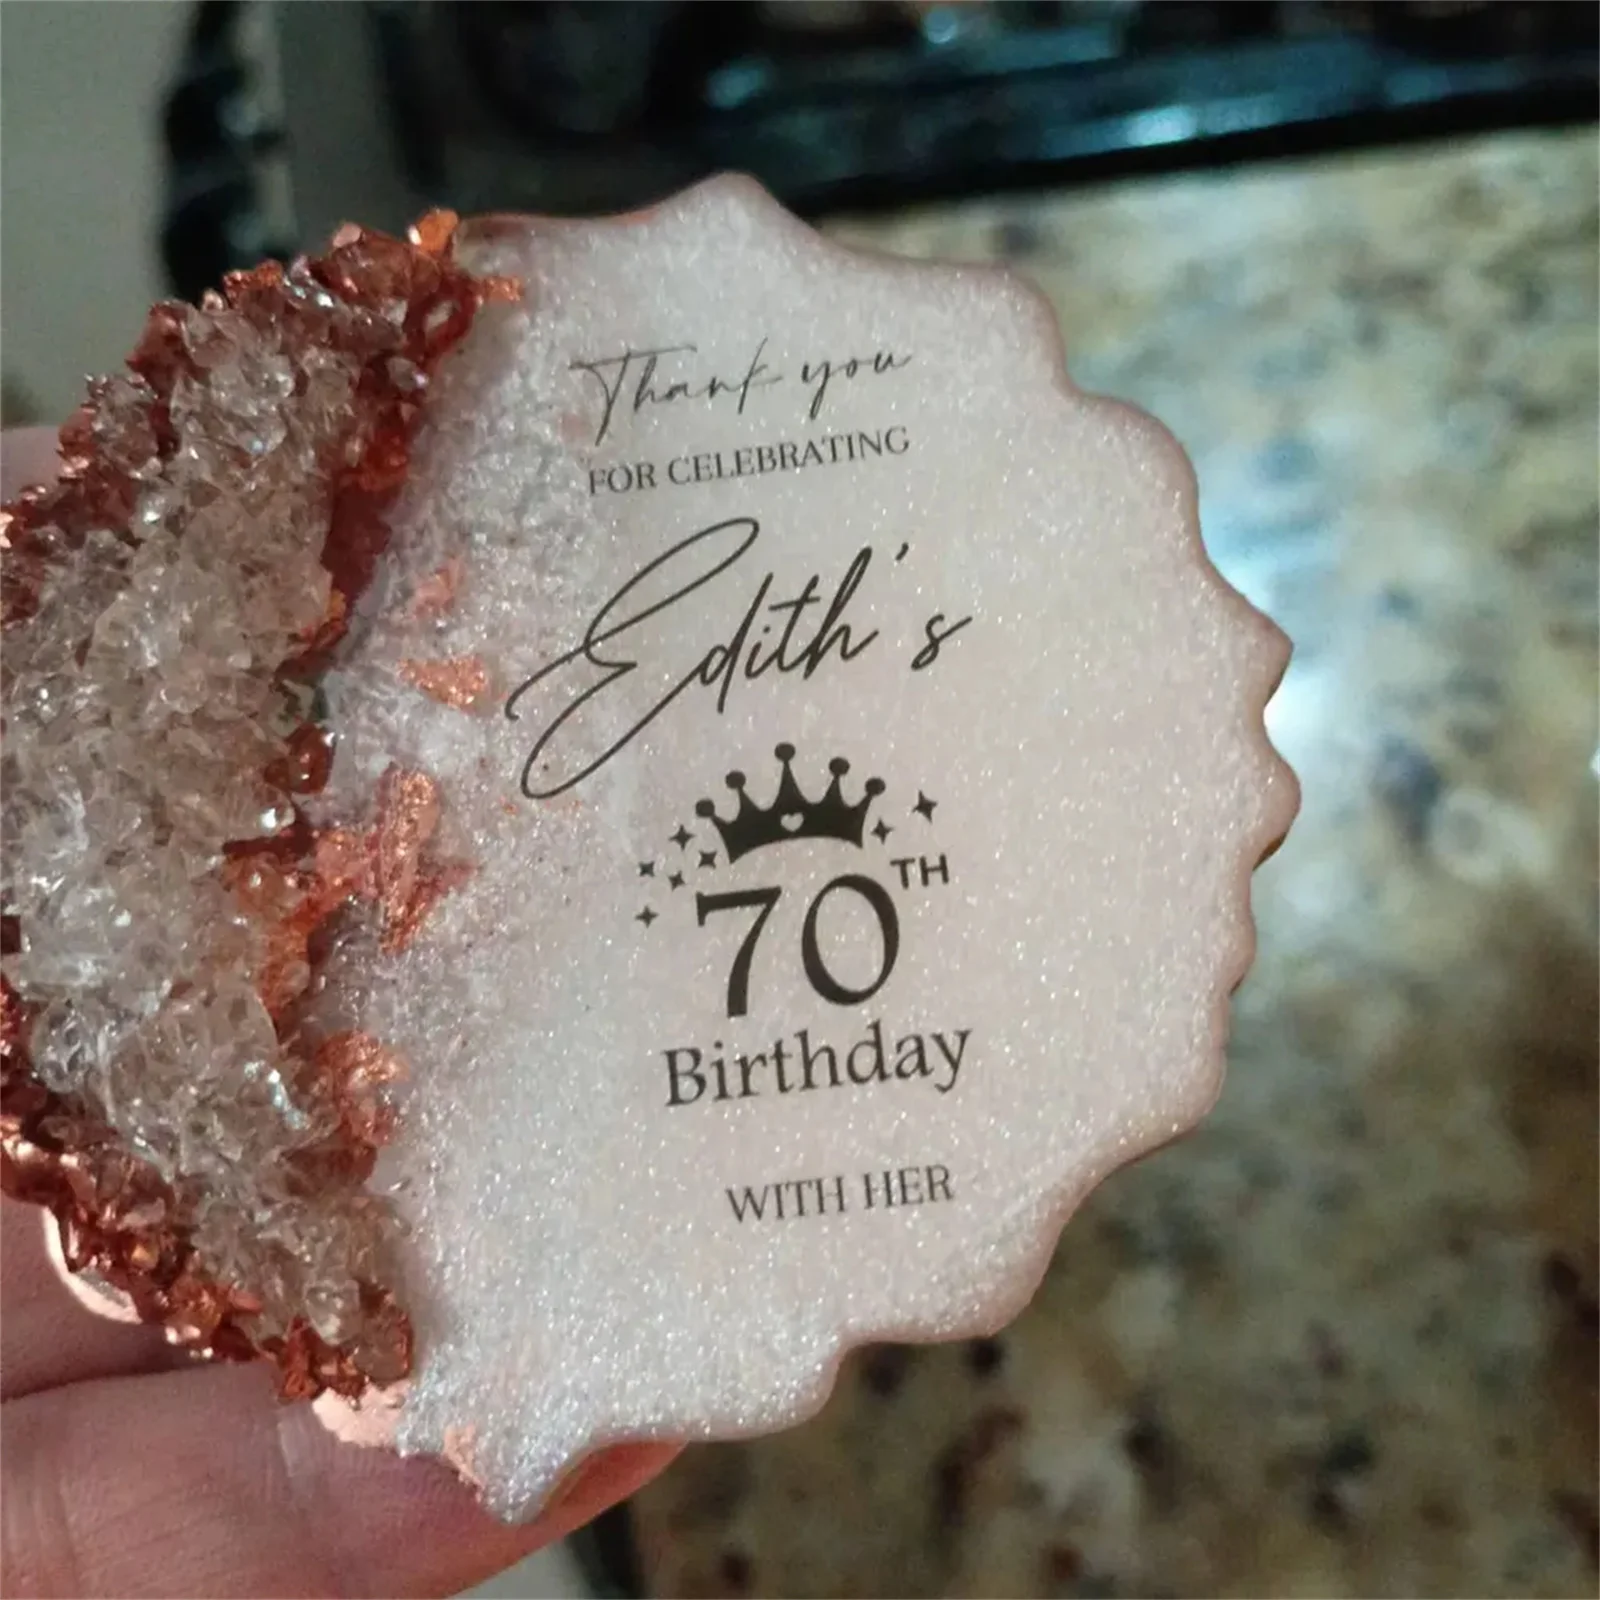 Thank you
FOR CELEBRATING
Edith's
70TH
Birthday
WITH HER